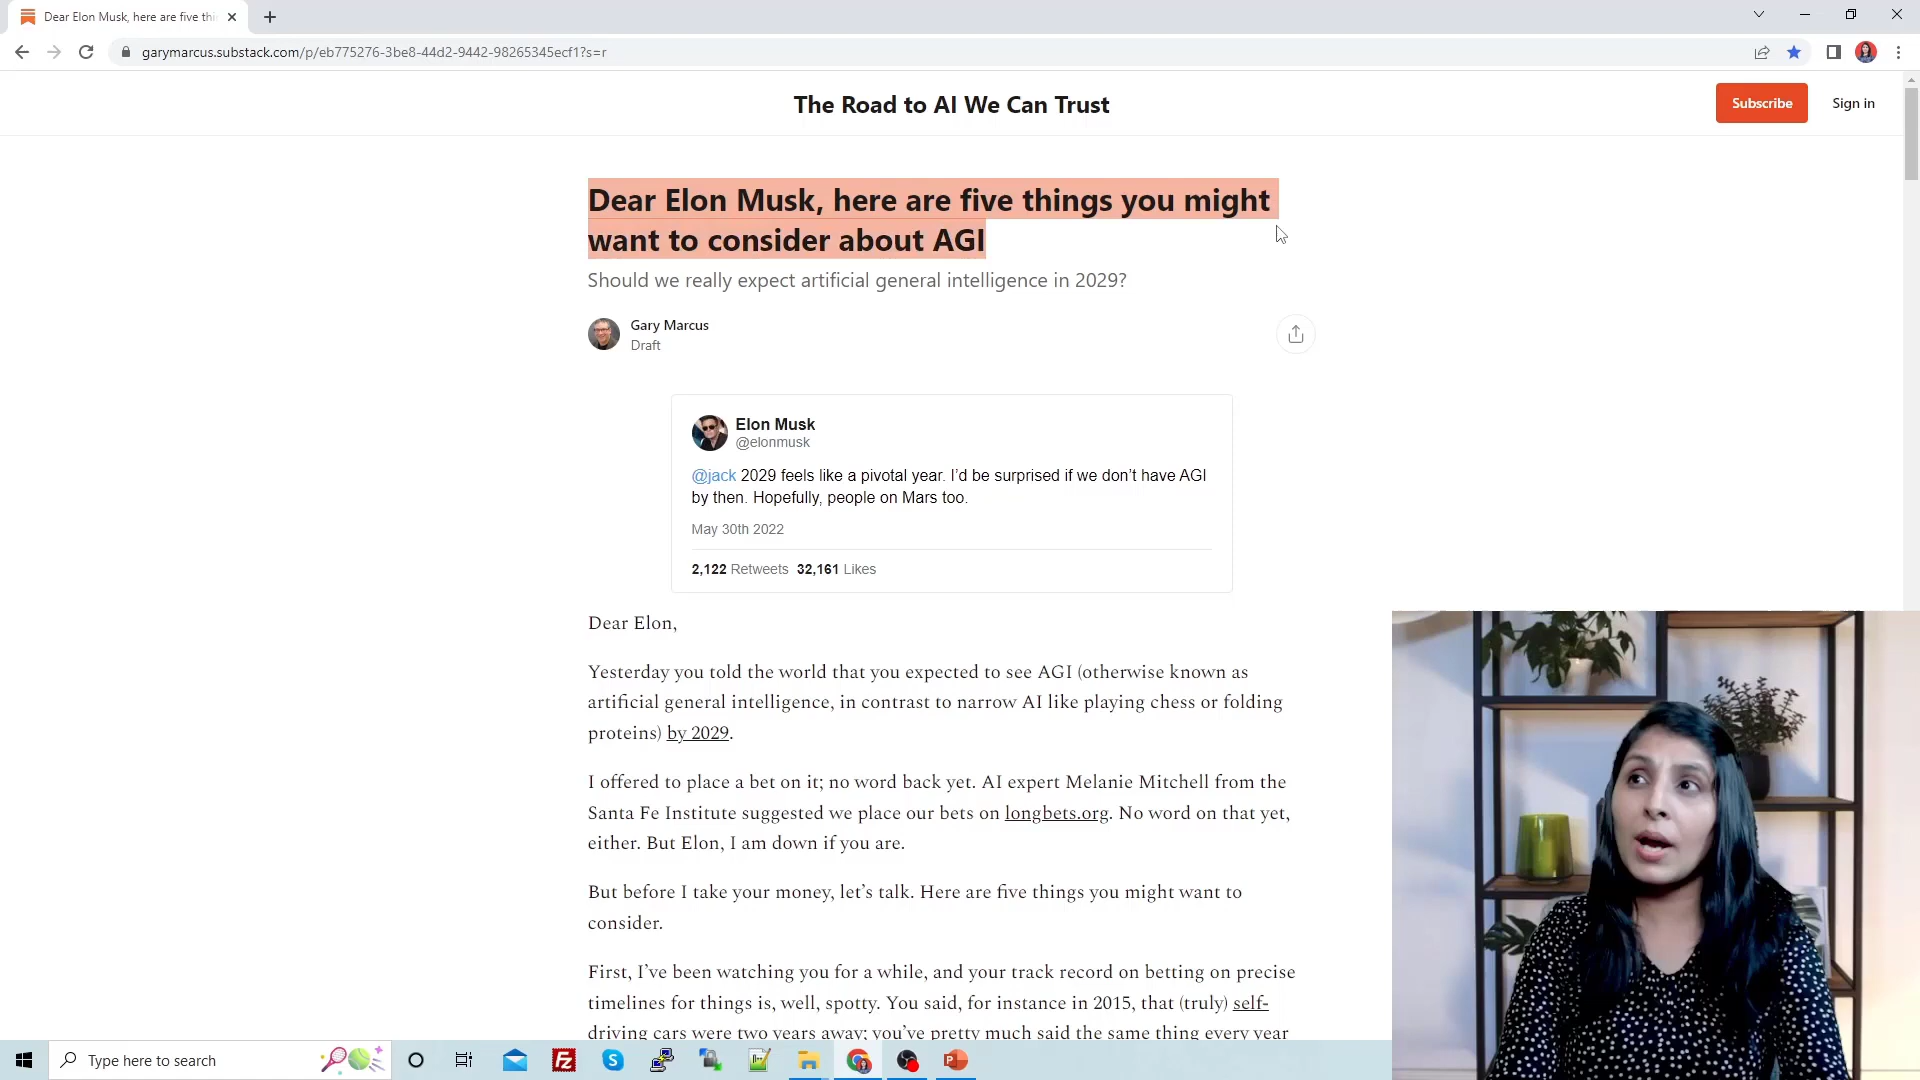 Dear Elon Musk, here are five thi
garymarcus.substack.com/p/eb775276-3be8-44d2-9442-98265345ecf1?s=r
The Road to AI We Can Trust
Subscribe
Sign in
Dear Elon Musk, here are five things you might
want to consider about AGI
Should we really expect artificial general intelligence in 2029?
Gary Marcus
Draft
Elon Musk
@elonmusk
@jack 2029 feels like a pivotal year. I’d be surprised if we don’t have AGI
by then. Hopefully, people on Mars too.
May 30th 2022
2,122 Retweets 32,161 Likes
Dear Elon,
Yesterday you told the world that you expected to see AGI (otherwise known as
artificial general intelligence, in contrast to narrow AI like playing chess or folding
proteins) by 2029.
I offered to place a bet on it; no word back yet. AI expert Melanie Mitchell from the
Santa Fe Institute suggested we place our bets on longbets.org. No word on that yet,
either. But Elon, I am down if you are.
But before I take your money, let’s talk. Here are five things you might want to
consider.
First, I’ve been watching you for a while, and your track record on betting on precise
timelines for things is, well, spotty. You said, for instance in 2015, that (truly) self-
driving cars were two years away; you’ve pretty much said the same thing every year
Type here to search